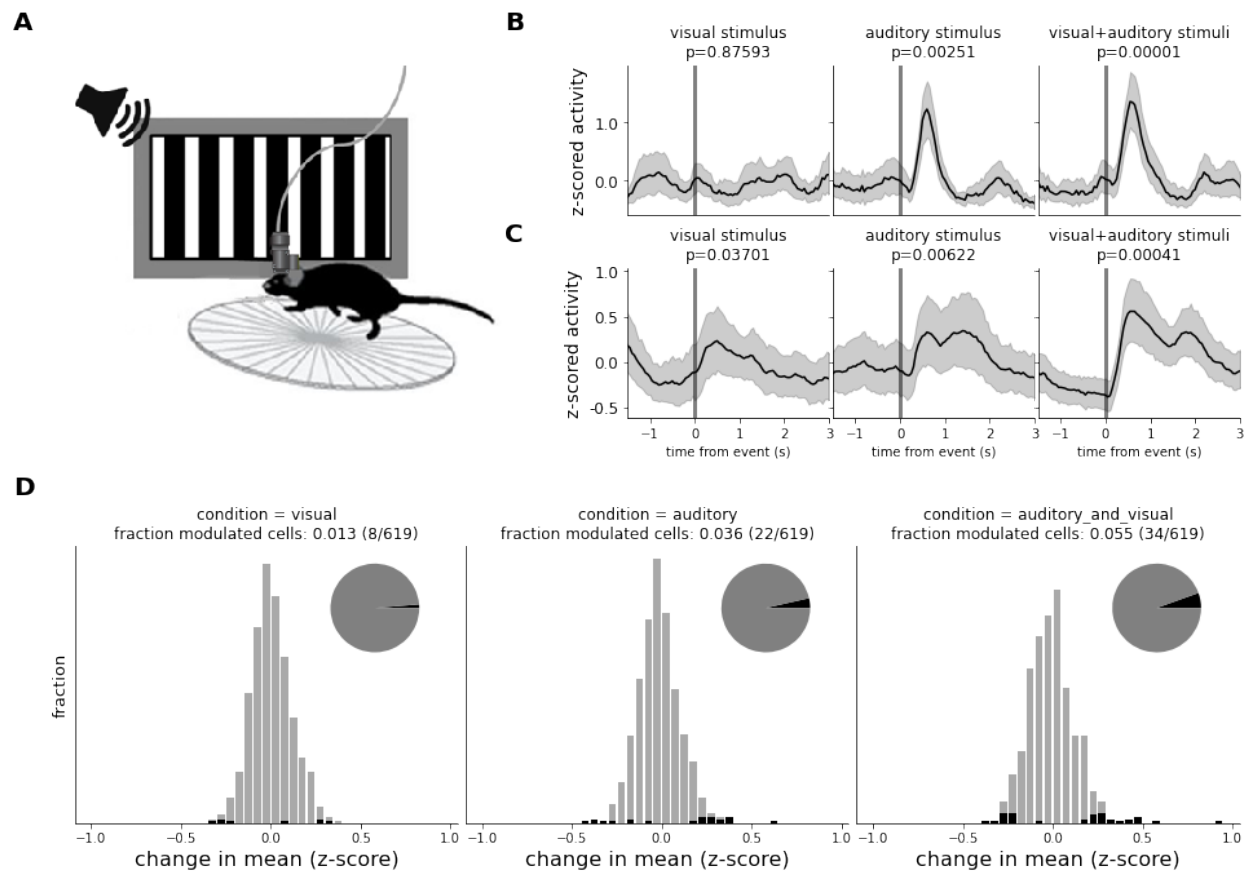 A
B
visual stimulus
p=0.87593
auditory stimulus
p=0.00251
visual+auditory stimuli
p=0.00001
z-scored activity
1.0
0.0
C
visual stimulus
p=0.03701
auditory stimulus
p=0.00622
visual+auditory stimuli
p=0.00041
z-scored activity
1.0
0.5
0.0
−0.5
−1 0 1 2 3
−1 0 1 2 3
−1 0 1 2 3
time from event (s)
time from event (s)
time from event (s)
D
condition = visual
fraction modulated cells: 0.013 (8/619)
condition = auditory
fraction modulated cells: 0.036 (22/619)
condition = auditory_and_visual
fraction modulated cells: 0.055 (34/619)
fraction
−1.0 −0.5 0.0 0.5 1.0
−1.0 −0.5 0.0 0.5 1.0
−1.0 −0.5 0.0 0.5 1.0
change in mean (z-score)
change in mean (z-score)
change in mean (z-score)